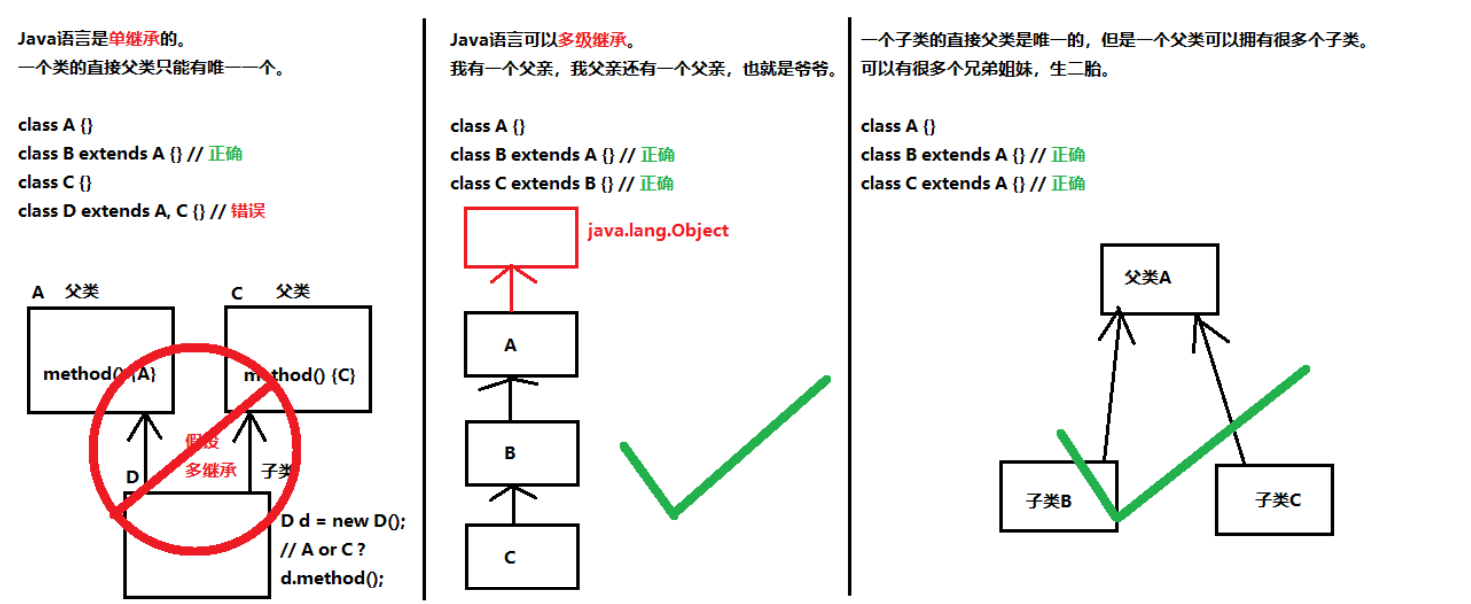 Java语言是单继承的。
一个类的直接父类只能有唯一一个。
class A {}
class B extends A {} // 正确
class C {}
class D extends A, C {} // 错误
A 父类
C 父类
method() {A}
method() {C}
假设
多继承
D
子类
D d = new D();
// A or C ?
d.method();
Java语言可以多级继承。
我有一个父亲，我父亲还有一个父亲，也就是爷爷。
class A {}
class B extends A {} // 正确
class C extends B {} // 正确
java.lang.Object
A
B
C
一个子类的直接父类是唯一的，但是一个父类可以拥有很多个子类。
可以有很多个兄弟姐妹，生二胎。
class A {}
class B extends A {} // 正确
class C extends A {} // 正确
父类A
子类B
子类C